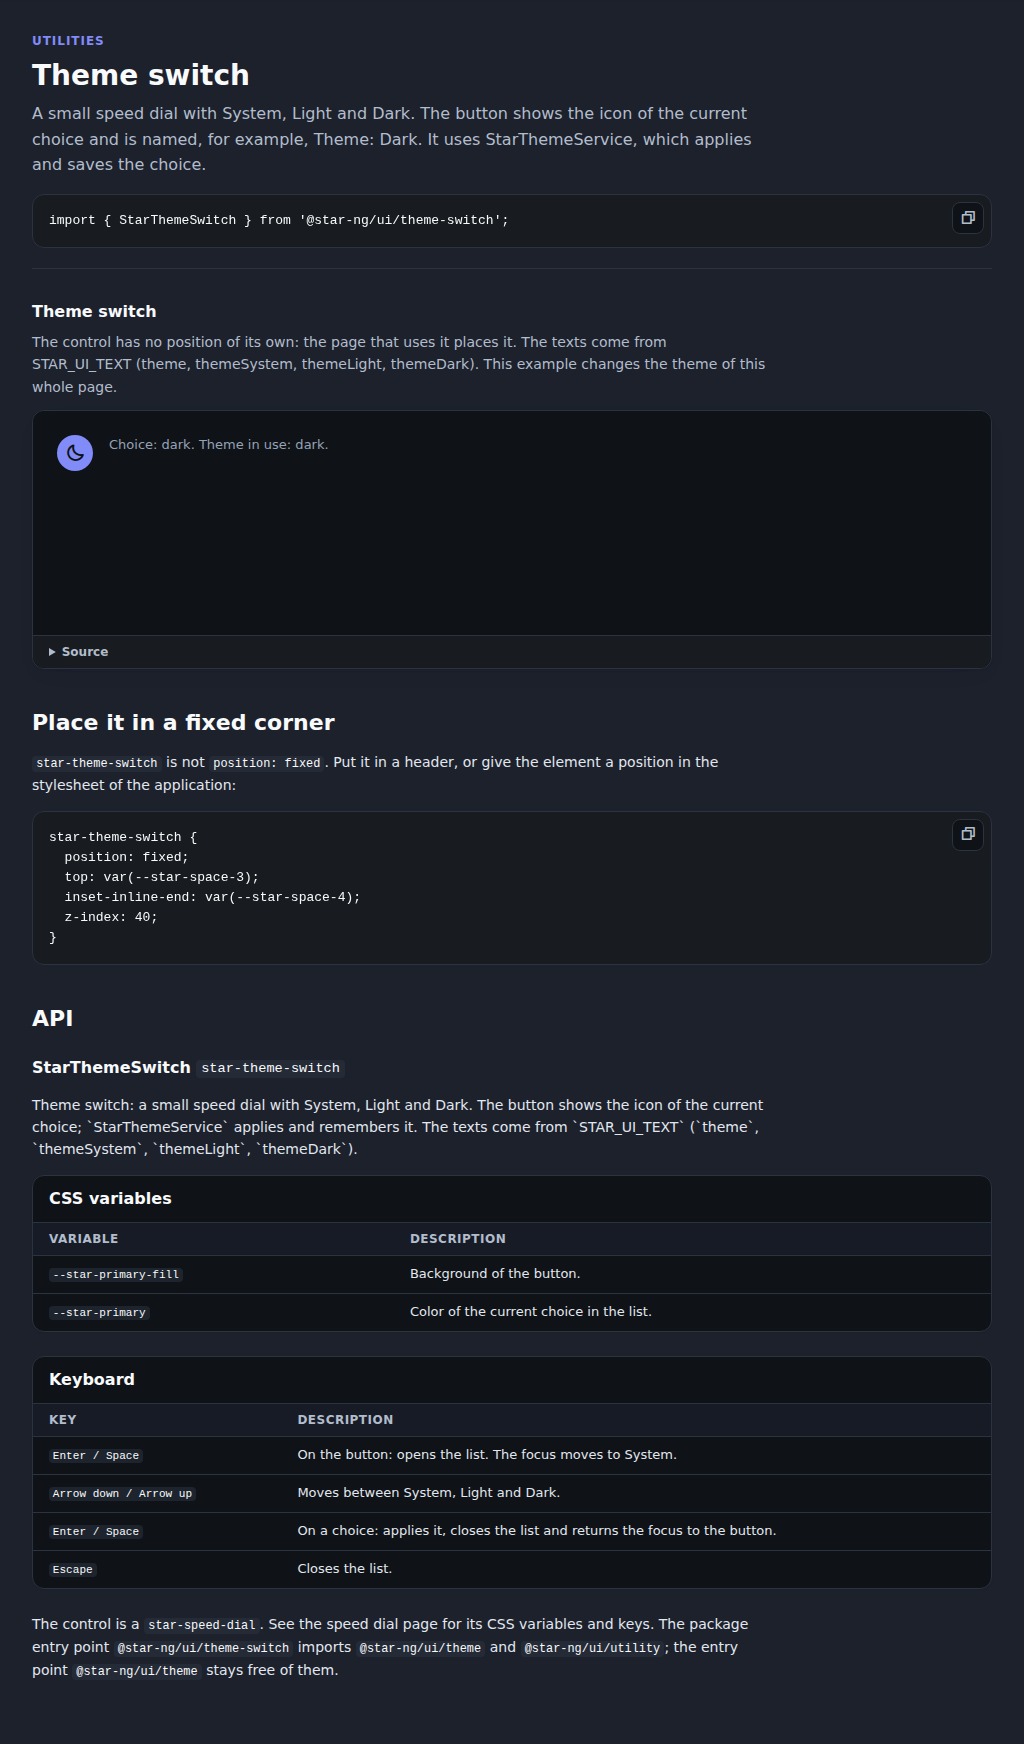 UTILITIES
Theme switch
A small speed dial with System, Light and Dark. The button shows the icon of the current
choice and is named, for example, Theme: Dark. It uses StarThemeService, which applies
and saves the choice.
import { StarThemeSwitch } from '@star-ng/ui/theme-switch';
Theme switch
The control has no position of its own: the page that uses it places it. The texts come from
STAR_UI_TEXT (theme, themeSystem, themeLight, themeDark). This example changes the theme of this
whole page.
Choice: dark. Theme in use: dark.
Source
Place it in a fixed corner
star-theme-switch is not position: fixed. Put it in a header, or give the element a position in the
stylesheet of the application:
star-theme-switch {
  position: fixed;
  top: var(--star-space-3);
  inset-inline-end: var(--star-space-4);
  z-index: 40;
}
API
StarThemeSwitch star-theme-switch
Theme switch: a small speed dial with System, Light and Dark. The button shows the icon of the current
choice; `StarThemeService` applies and remembers it. The texts come from `STAR_UI_TEXT` (`theme`,
`themeSystem`, `themeLight`, `themeDark`).
CSS variables
VARIABLE DESCRIPTION
--star-primary-fill Background of the button.
--star-primary Color of the current choice in the list.
Keyboard
KEY DESCRIPTION
Enter / Space On the button: opens the list. The focus moves to System.
Arrow down / Arrow up Moves between System, Light and Dark.
Enter / Space On a choice: applies it, closes the list and returns the focus to the button.
Escape Closes the list.
The control is a star-speed-dial. See the speed dial page for its CSS variables and keys. The package
entry point @star-ng/ui/theme-switch imports @star-ng/ui/theme and @star-ng/ui/utility; the entry
point @star-ng/ui/theme stays free of them.